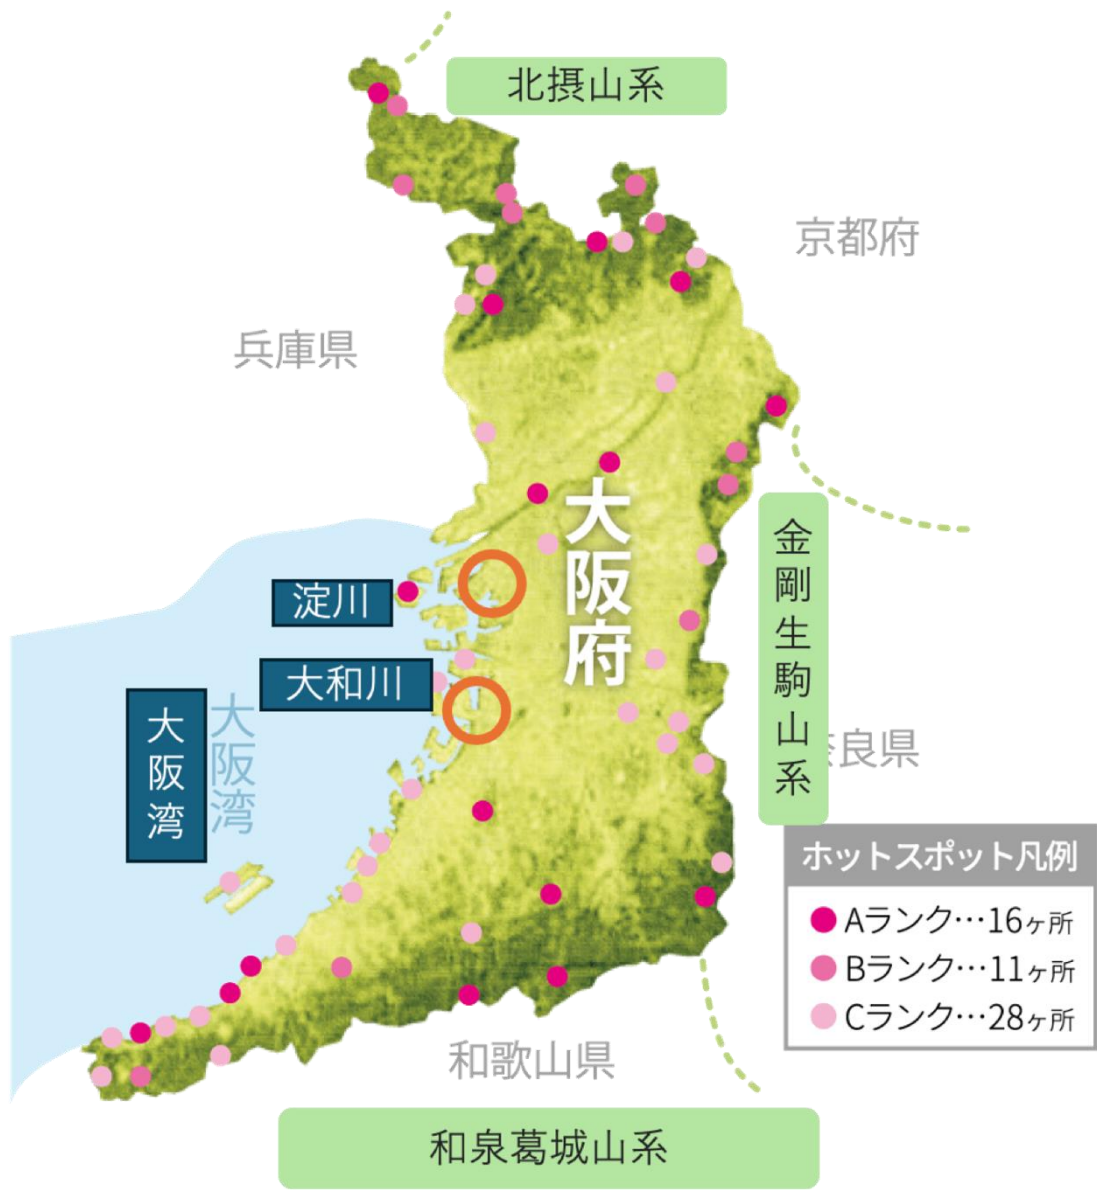 北摂山系
京都府
兵庫県
大阪府
淀川
大和川
大阪湾
大阪湾
金剛生駒山系
奈良県
ホットスポット凡例
Aランク…16ヶ所
Bランク…11ヶ所
Cランク…28ヶ所
和歌山県
和泉葛城山系